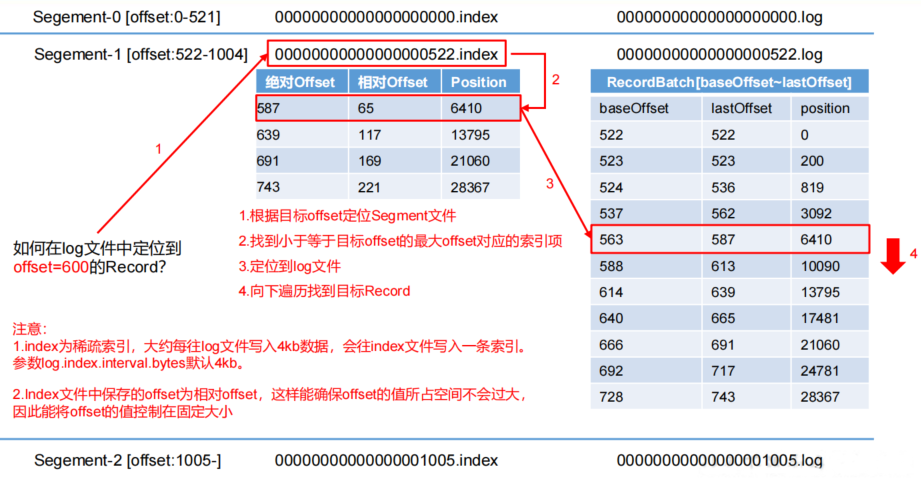 Segement-0 [offset:0-521] 00000000000000000000.index 00000000000000000000.log
Segement-1 [offset:522-1004] 00000000000000000522.index 00000000000000000522.log
绝对Offset 相对Offset Position
587 65 6410
639 117 13795
691 169 21060
743 221 28367
RecordBatch[baseOffset~lastOffset]
baseOffset lastOffset position
522 522 0
523 523 200
524 536 819
537 562 3092
563 587 6410
588 613 10090
614 639 13795
640 665 17481
666 691 21060
692 717 24781
728 743 28367
1
2
3
4
1.根据目标offset定位Segment文件
2.找到小于等于目标offset的最大offset对应的索引项
3.定位到log文件
4.向下遍历找到目标Record
如何在log文件中定位到
offset=600的Record?
注意：
1.index为稀疏索引，大约每往log文件写入4kb数据，会往index文件写入一条索引。
参数log.index.interval.bytes默认4kb。
2.Index文件中保存的offset为相对offset，这样能确保offset的值所占空间不会过大，
因此能将offset的值控制在固定大小
Segement-2 [offset:1005-] 00000000000000001005.index 00000000000000001005.log